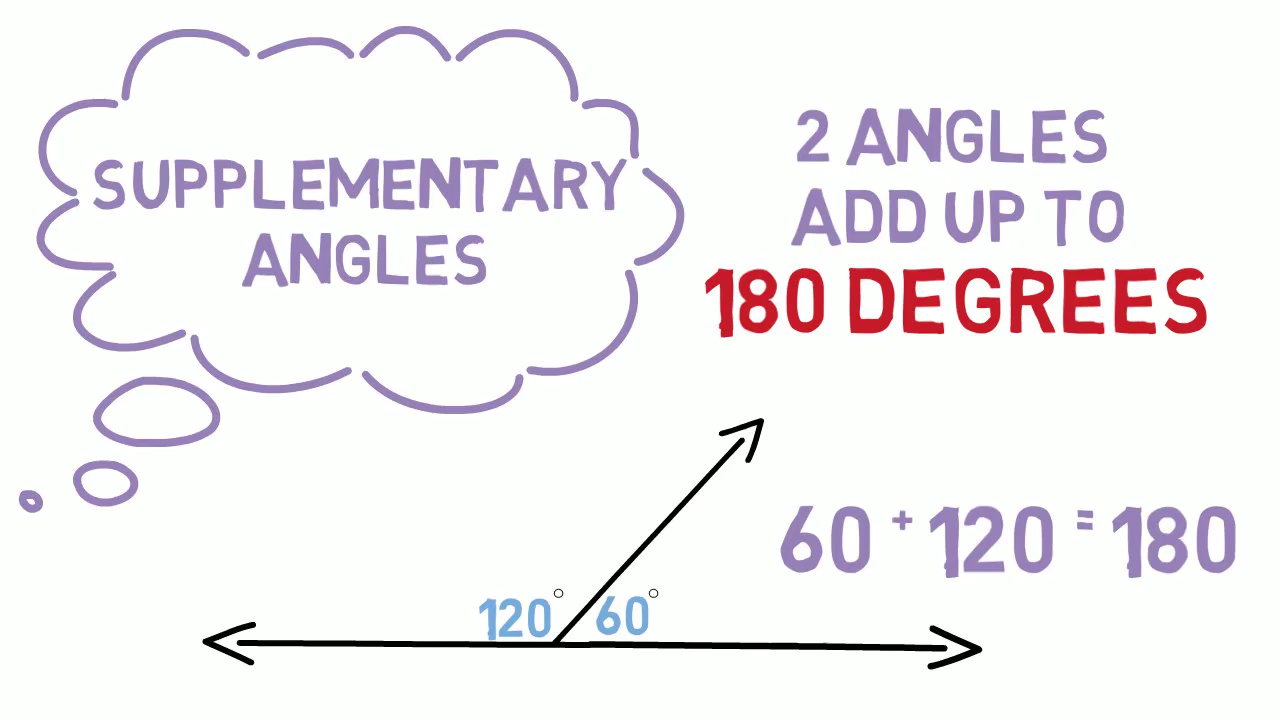 SUPPLEMENTARY
ANGLES
2 ANGLES
ADD UP TO
180 DEGREES
60 + 120 = 180
120° 60°